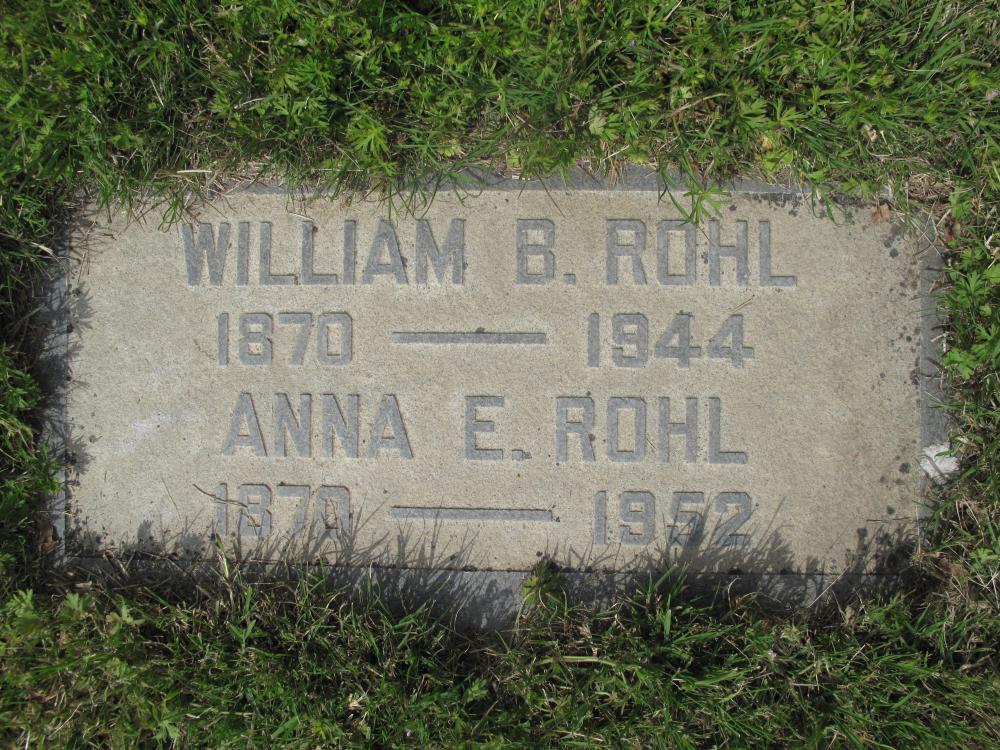 WILLIAM B. ROHL
1870 — 1944
ANNA E. ROHL
1870 — 1952